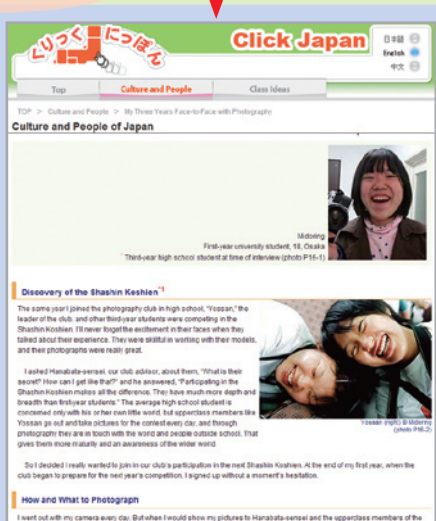 くりっくにっぽん
Click Japan
日本語
English
中文
Top
Culture and People
Class Ideas
TOP > Culture and People > My Three Years Face-to-Face with Photography
Culture and People of Japan
Midoring
First-year university student, 18, Osaka
* Third-year high school student at time of interview (photo P16-1)
Discovery of the Shashin Koshien*1
The same year I joined the photography club in high school, "Yossan," the
leader of the club, and other third-year students were competing in the
Shashin Koshien. I'll never forget the excitement in their faces when they
talked about their experience. They were skillful in working with their models,
and their photographs were really great.
I asked Hanabata-sensei, our club advisor, about them, "What is their
secret? How can I get like that?" and he answered, "Participating in the
Shashin Koshien makes all the difference. They have much more depth and
breadth than first-year students." The average high school student is
concerned only with his or her own little world, but upperclass members like
Yossan go out and take pictures for the contest every day, and through
photography they are in touch with the world and people outside school. That
gives them more maturity and an awareness of the wider world.
Yossan (right) © Midoring
(photo P16-2)
So I decided I really wanted to join in our club's participation in the next Shashin Koshien. At the end of my first year, when the
club began to prepare for the next year's competition, I signed up without a moment's hesitation.
How and What to Photograph
I went out with my camera every day. But when I would show my pictures to Hanabata-sensei and the upperclass members of the